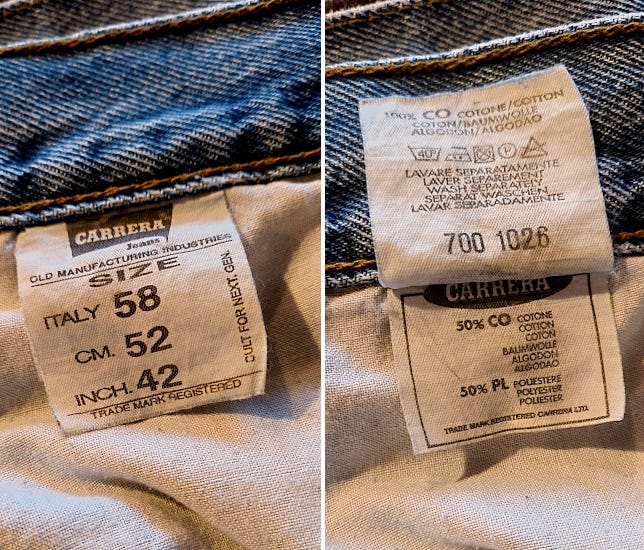 CARRERA
Jeans
OLD MANUFACTURING INDUSTRIES
SIZE
ITALY 58
CM. 52
INCH. 42
TRADE MARK REGISTERED
CULT FOR NEXT GEN.
100% CO COTONE/COTTON
COTON/BAUMWOLLE
ALGODON/ALGODAO
40°
P
LAVARE SEPARATAMENTE
LAVER SEPAREMENT
WASH SEPARATELY
SEPARAT WASCHEN
LAVAR SEPARADAMENTE
700 1026
CARRERA
50% CO COTONE
COTTON
COTON
BAUMWOLLE
ALGODON
ALGODAO
50% PL POLIESTERE
POLYESTER
POLIESTER
TRADE MARK REGISTERED CARRERA LTD.